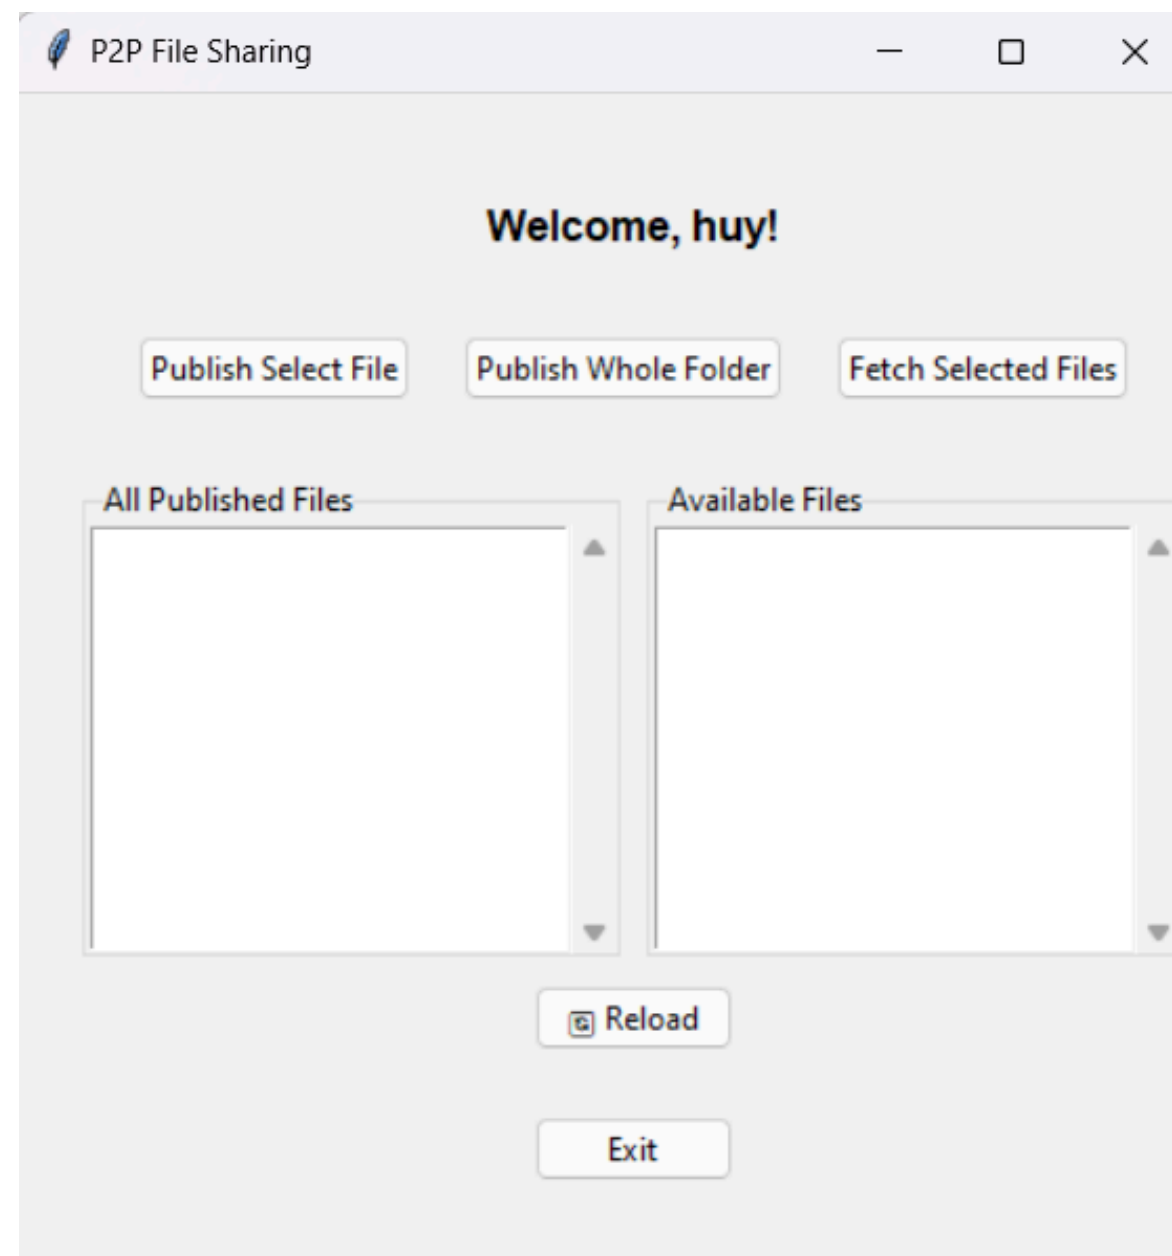 P2P File Sharing
Welcome, huy!
Publish Select File
Publish Whole Folder
Fetch Selected Files
All Published Files
Available Files
Reload
Exit